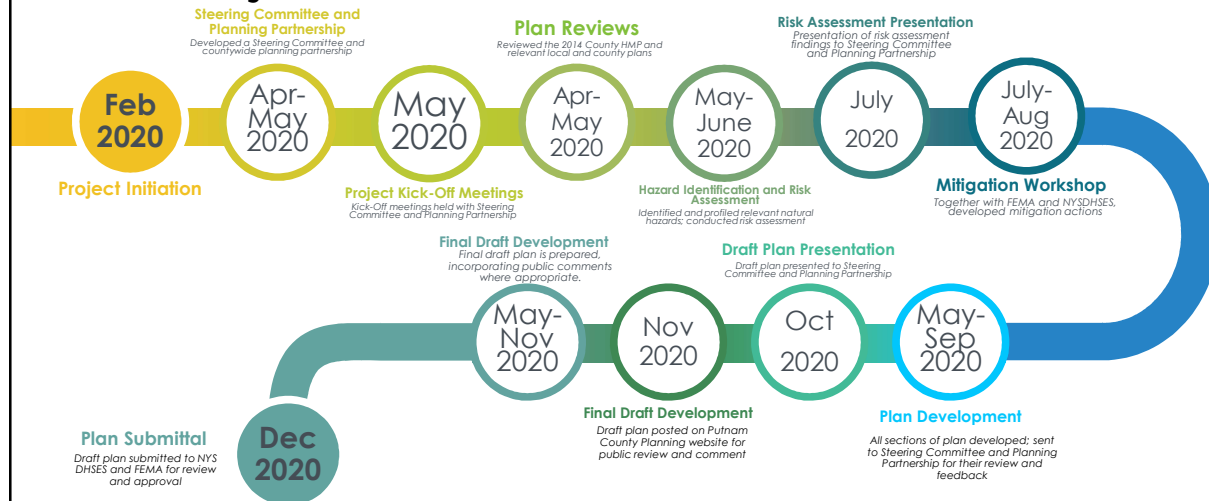 Steering Committee and
Planning Partnership
Developed a Steering Committee and
countywide planning partnership
Plan Reviews
Reviewed the 2014 County HMP and
relevant local and county plans
Risk Assessment Presentation
Presentation of risk assessment
findings to Steering Committee
and Planning Partnership
Feb
2020
Apr-
May
2020
May
2020
Apr-
May
2020
May-
June
2020
July
2020
July-
Aug
2020
Project Initiation
Project Kick-Off Meetings
Kick-Off meetings held with Steering
Committee and Planning Partnership
Hazard Identification and Risk
Assessment
Identified and profiled relevant natural
hazards; conducted risk assessment
Mitigation Workshop
Together with FEMA and NYSDHSES,
developed mitigation actions
Final Draft Development
Final draft plan is prepared,
incorporating public comments
where appropriate.
Draft Plan Presentation
Draft plan presented to Steering
Committee and Planning Partnership
May-
Nov
2020
Nov
2020
Oct
2020
May-
Sep
2020
Final Draft Development
Draft plan posted on Putnam
County Planning website for
public review and comment
Plan Development
All sections of plan developed; sent
to Steering Committee and Planning
Partnership for their review and
feedback
Plan Submittal
Draft plan submitted to NYS
DHSES and FEMA for review
and approval
Dec
2020